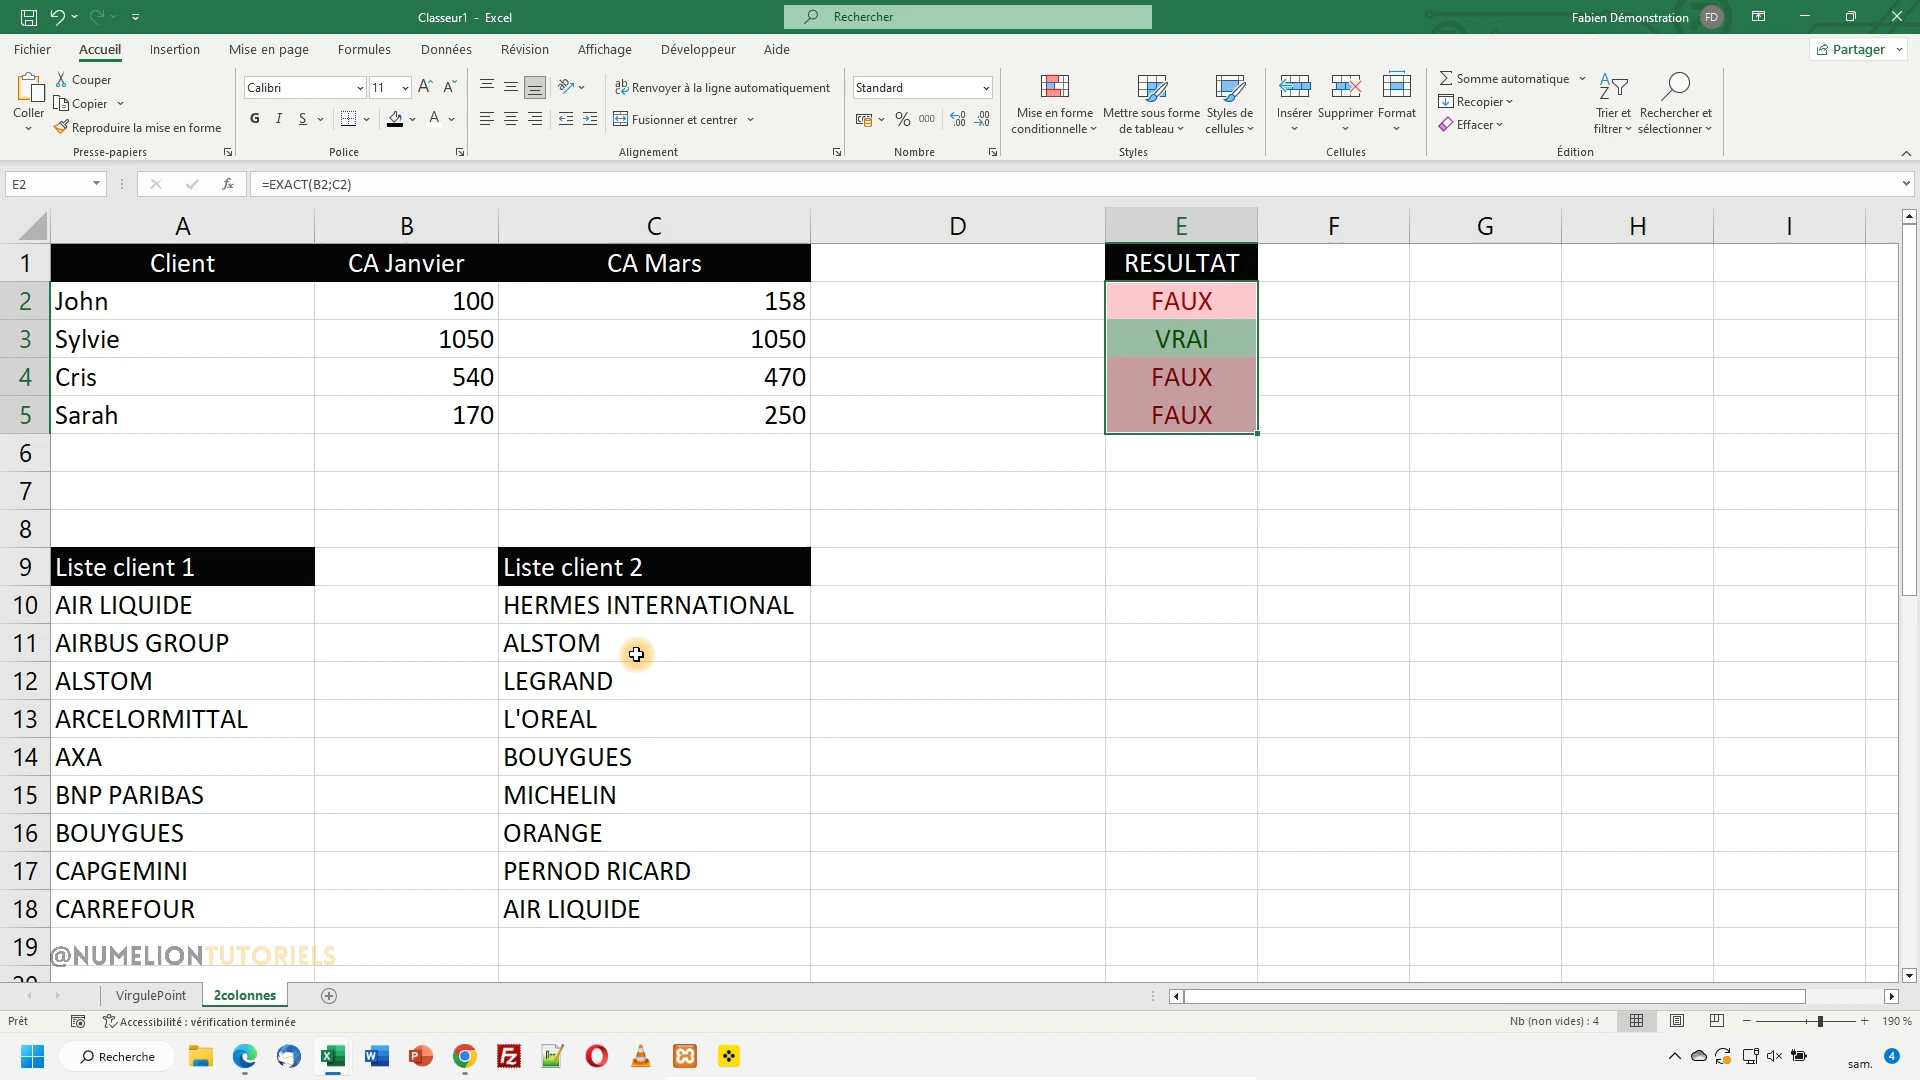 Classeur1 - Excel
Rechercher
Fabien Démonstration
FD
Fichier
Accueil
Insertion
Mise en page
Formules
Données
Révision
Affichage
Développeur
Aide
Partager
Coller
Couper
Copier
Reproduire la mise en forme
Presse-papiers
Calibri
11
G
I
S
Police
Renvoyer à la ligne automatiquement
Fusionner et centrer
Alignement
Standard
%
000
Nombre
Mise en forme conditionnelle
Mettre sous forme de tableau
Styles de cellules
Styles
Insérer
Supprimer
Format
Cellules
Somme automatique
Recopier
Effacer
Trier et filtrer
Rechercher et sélectionner
Édition
E2
fx
=EXACT(B2;C2)
A B C D E F G H I
1 Client CA Janvier CA Mars RESULTAT
2 John 100 158 FAUX
3 Sylvie 1050 1050 VRAI
4 Cris 540 470 FAUX
5 Sarah 170 250 FAUX
6
7
8
9 Liste client 1 Liste client 2
10 AIR LIQUIDE HERMES INTERNATIONAL
11 AIRBUS GROUP ALSTOM
12 ALSTOM LEGRAND
13 ARCELORMITTAL L'OREAL
14 AXA BOUYGUES
15 BNP PARIBAS MICHELIN
16 BOUYGUES ORANGE
17 CAPGEMINI PERNOD RICARD
18 CARREFOUR AIR LIQUIDE
19
@NUMELIONTUTORIELS
20
VirgulePoint
2colonnes
Prêt
Accessibilité : vérification terminée
Nb (non vides) : 4
190 %
Recherche
sam.
4